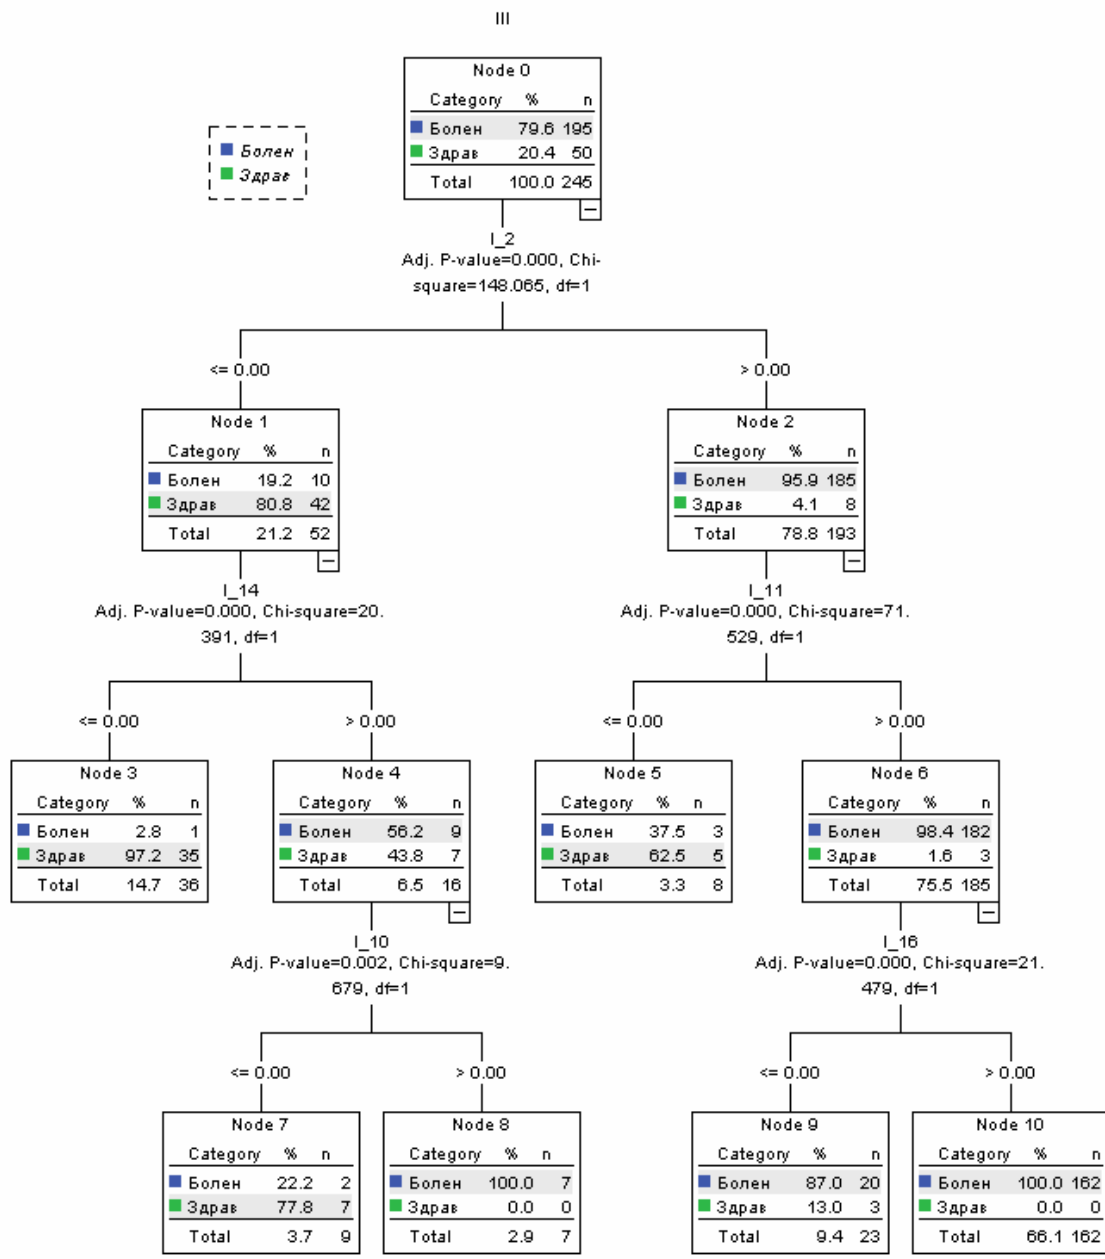 III
Node 0
Category % n
Болен 79.6 195
Здрав 20.4 50
Total 100.0 245
Болен
Здрав
I_2
Adj. P-value=0.000, Chi-
square=148.065, df=1
<= 0.00
> 0.00
Node 1
Category % n
Болен 19.2 10
Здрав 80.8 42
Total 21.2 52
Node 2
Category % n
Болен 95.9 185
Здрав 4.1 8
Total 78.8 193
I_14
Adj. P-value=0.000, Chi-square=20.
391, df=1
I_11
Adj. P-value=0.000, Chi-square=71.
529, df=1
<= 0.00
> 0.00
<= 0.00
> 0.00
Node 3
Category % n
Болен 2.8 1
Здрав 97.2 35
Total 14.7 36
Node 4
Category % n
Болен 56.2 9
Здрав 43.8 7
Total 6.5 16
Node 5
Category % n
Болен 37.5 3
Здрав 62.5 5
Total 3.3 8
Node 6
Category % n
Болен 98.4 182
Здрав 1.6 3
Total 75.5 185
I_10
Adj. P-value=0.002, Chi-square=9.
679, df=1
I_16
Adj. P-value=0.000, Chi-square=21.
479, df=1
<= 0.00
> 0.00
<= 0.00
> 0.00
Node 7
Category % n
Болен 22.2 2
Здрав 77.8 7
Total 3.7 9
Node 8
Category % n
Болен 100.0 7
Здрав 0.0 0
Total 2.9 7
Node 9
Category % n
Болен 87.0 20
Здрав 13.0 3
Total 9.4 23
Node 10
Category % n
Болен 100.0 162
Здрав 0.0 0
Total 66.1 162